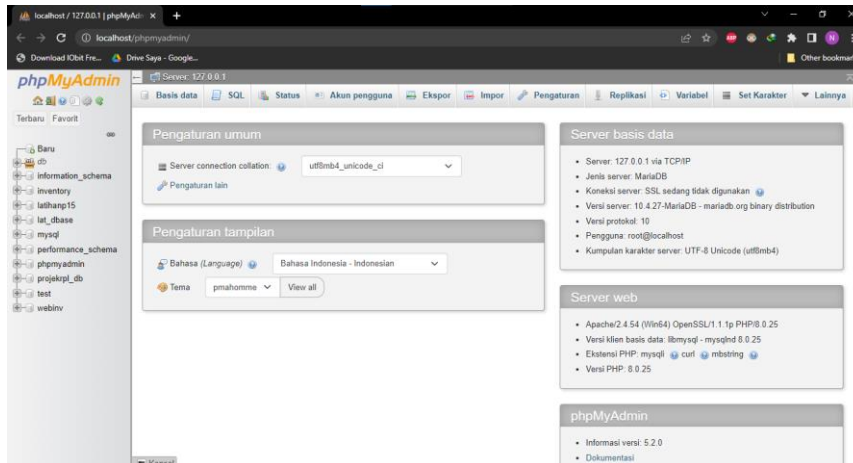 localhost / 127.0.0.1 | phpMyAd
localhost/phpmyadmin/
Download IObit Fre...
Drive Saya - Google...
Other bookmar
phpMyAdmin
Terbaru
Favorit
Baru
db
information_schema
inventory
latihanp15
lat_dbase
mysql
performance_schema
phpmyadmin
projekrpl_db
test
webinv
Server: 127.0.0.1
Basis data
SQL
Status
Akun pengguna
Ekspor
Impor
Pengaturan
Replikasi
Variabel
Set Karakter
Lainnya
Pengaturan umum
Server connection collation:
utf8mb4_unicode_ci
Pengaturan lain
Pengaturan tampilan
Bahasa (Language)
Bahasa Indonesia - Indonesian
Tema
pmahomme
View all
Server basis data
Server: 127.0.0.1 via TCP/IP
Jenis server: MariaDB
Koneksi server: SSL sedang tidak digunakan
Versi server: 10.4.27-MariaDB - mariadb.org binary distribution
Versi protokol: 10
Pengguna: root@localhost
Kumpulan karakter server: UTF-8 Unicode (utf8mb4)
Server web
Apache/2.4.54 (Win64) OpenSSL/1.1.1p PHP/8.0.25
Versi klien basis data: libmysql - mysqlnd 8.0.25
Ekstensi PHP: mysqli curl mbstring
Versi PHP: 8.0.25
phpMyAdmin
Informasi versi: 5.2.0
Dokumentasi